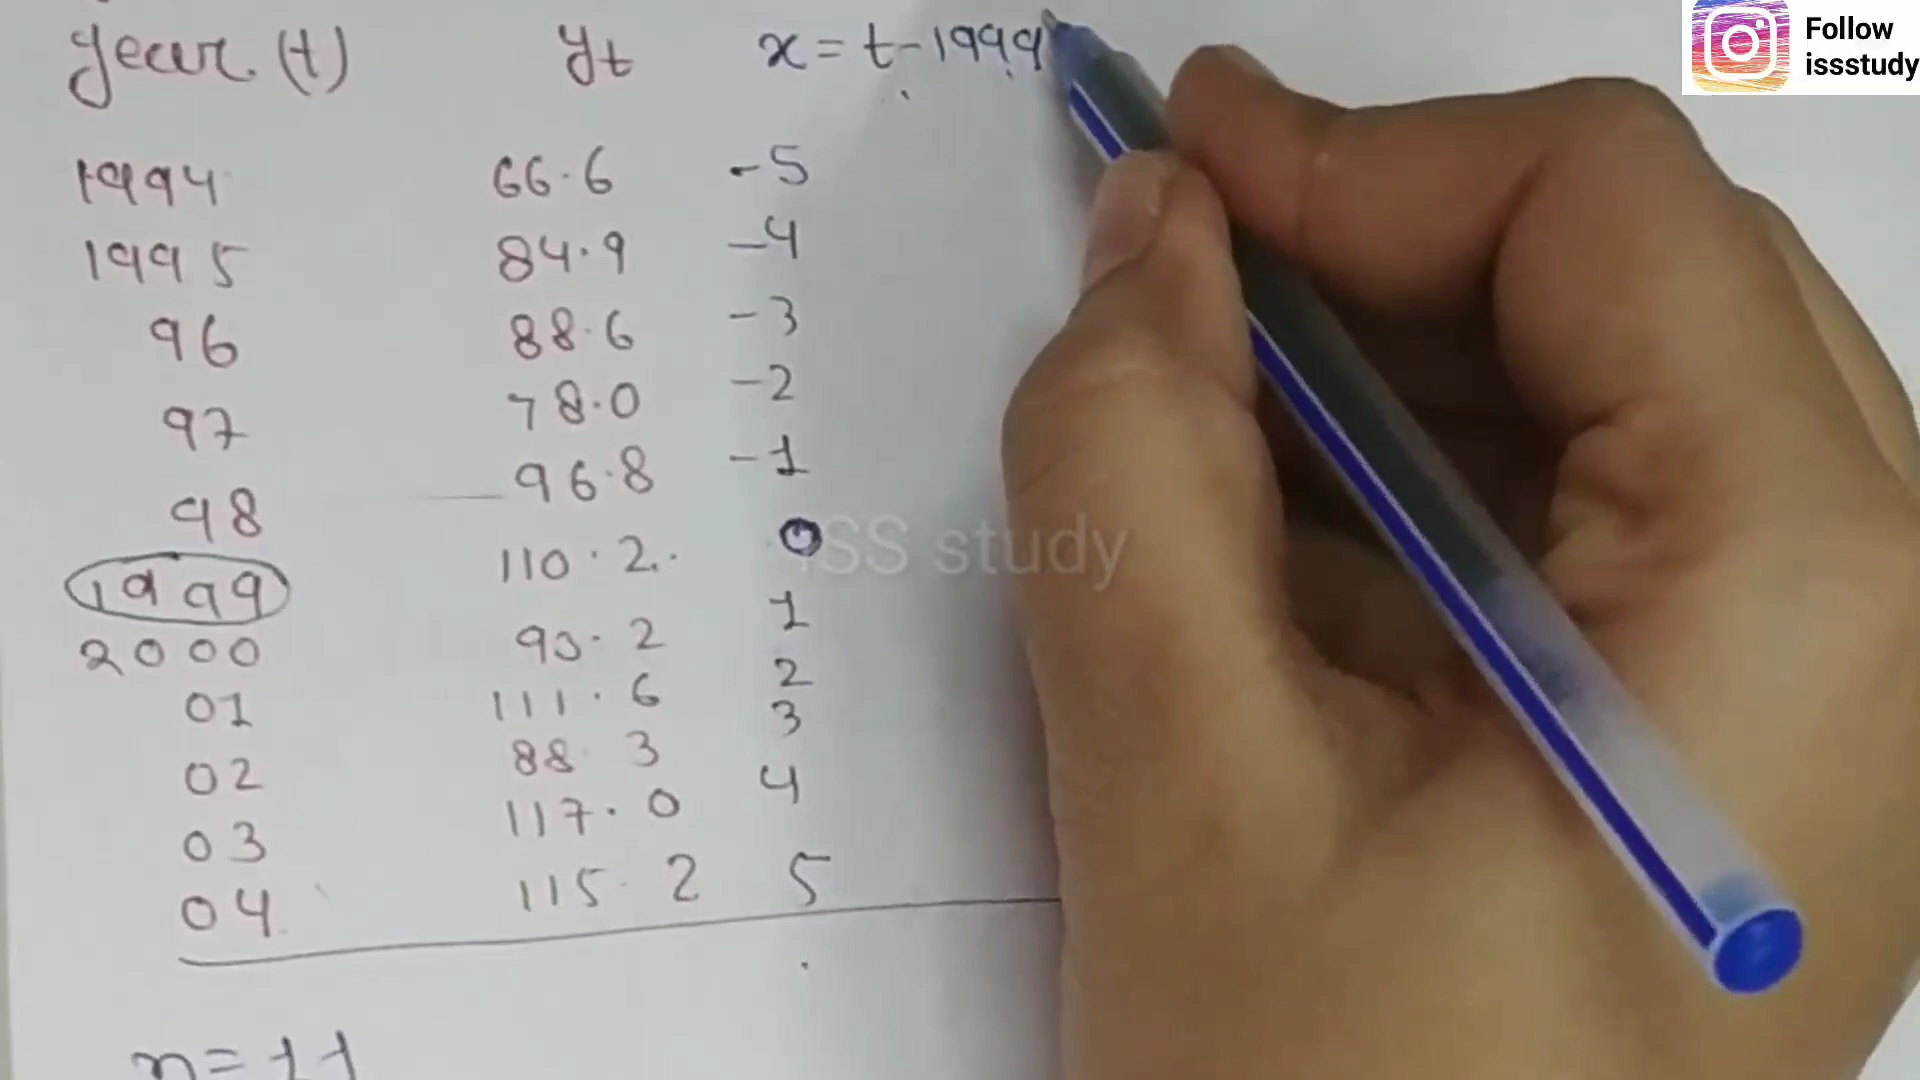 Year (t) yt x = t - 1999
1994 66.6 -5
1995 84.9 -4
96 88.6 -3
97 78.0 -2
98 96.8 -1
1999 110.2. 0
2000 93.2 1
01 111.6 2
02 88.3 3
03 117.0 4
04 115.2 5
n = 11
ISS study
Follow
issstudy